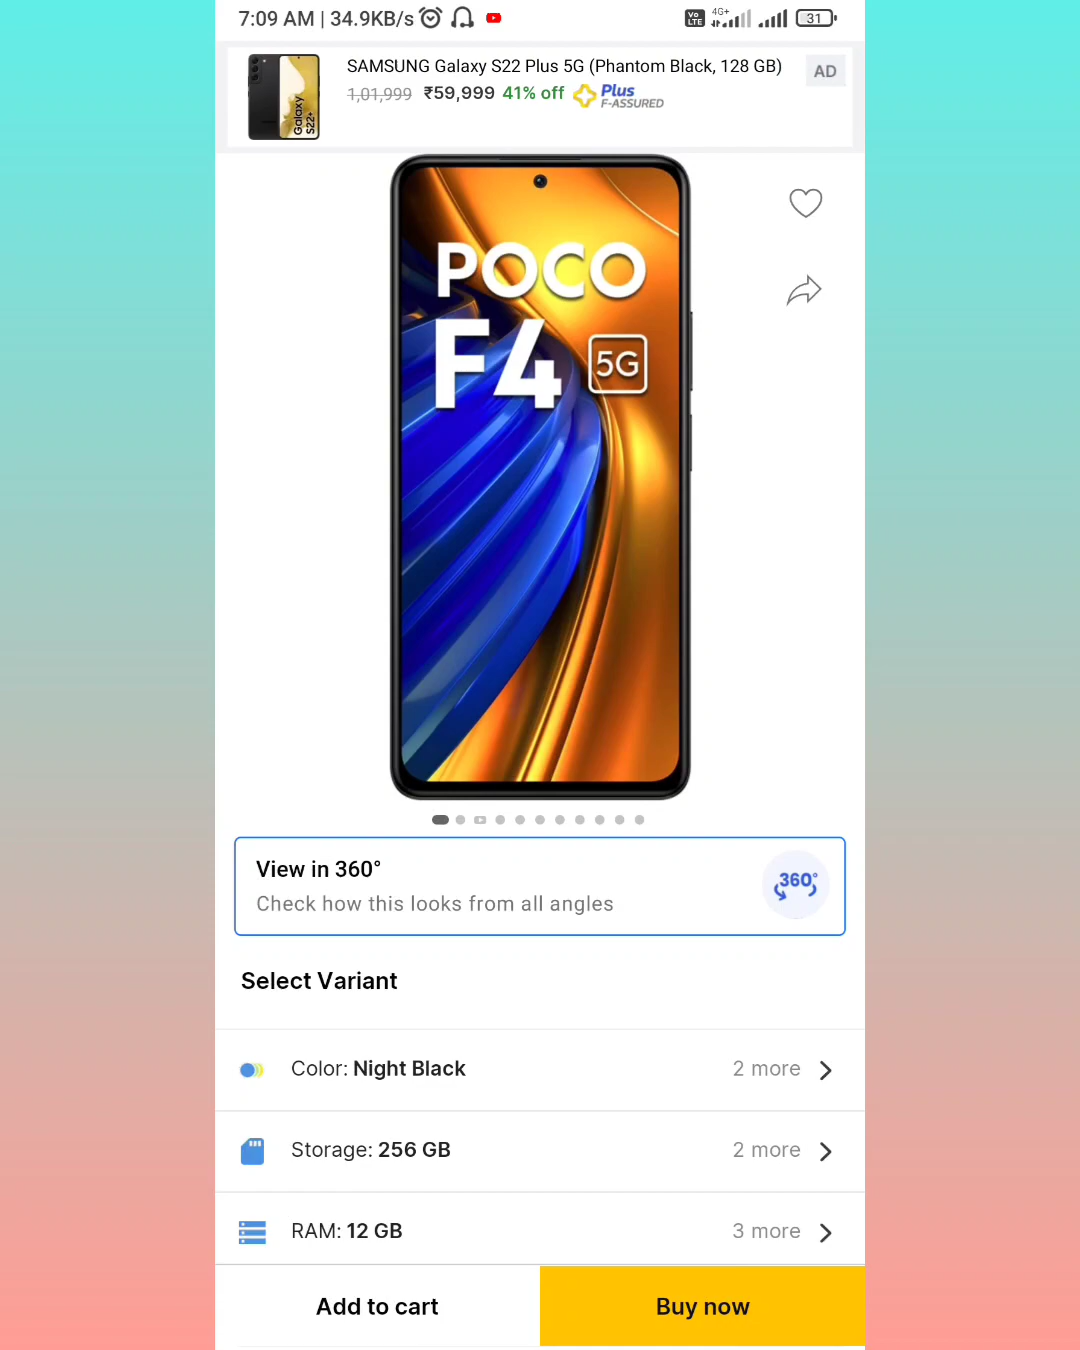 7:09 AM | 34.9KB/s
Vo LTE 4G+ 31
SAMSUNG Galaxy S22 Plus 5G (Phantom Black, 128 GB)
AD
1,01,999 ₹59,999 41% off Plus F-ASSURED
Galaxy S22+
POCO
F4 5G
View in 360°
Check how this looks from all angles
360°
Select Variant
Color: Night Black 2 more
Storage: 256 GB 2 more
RAM: 12 GB 3 more
Add to cart Buy now